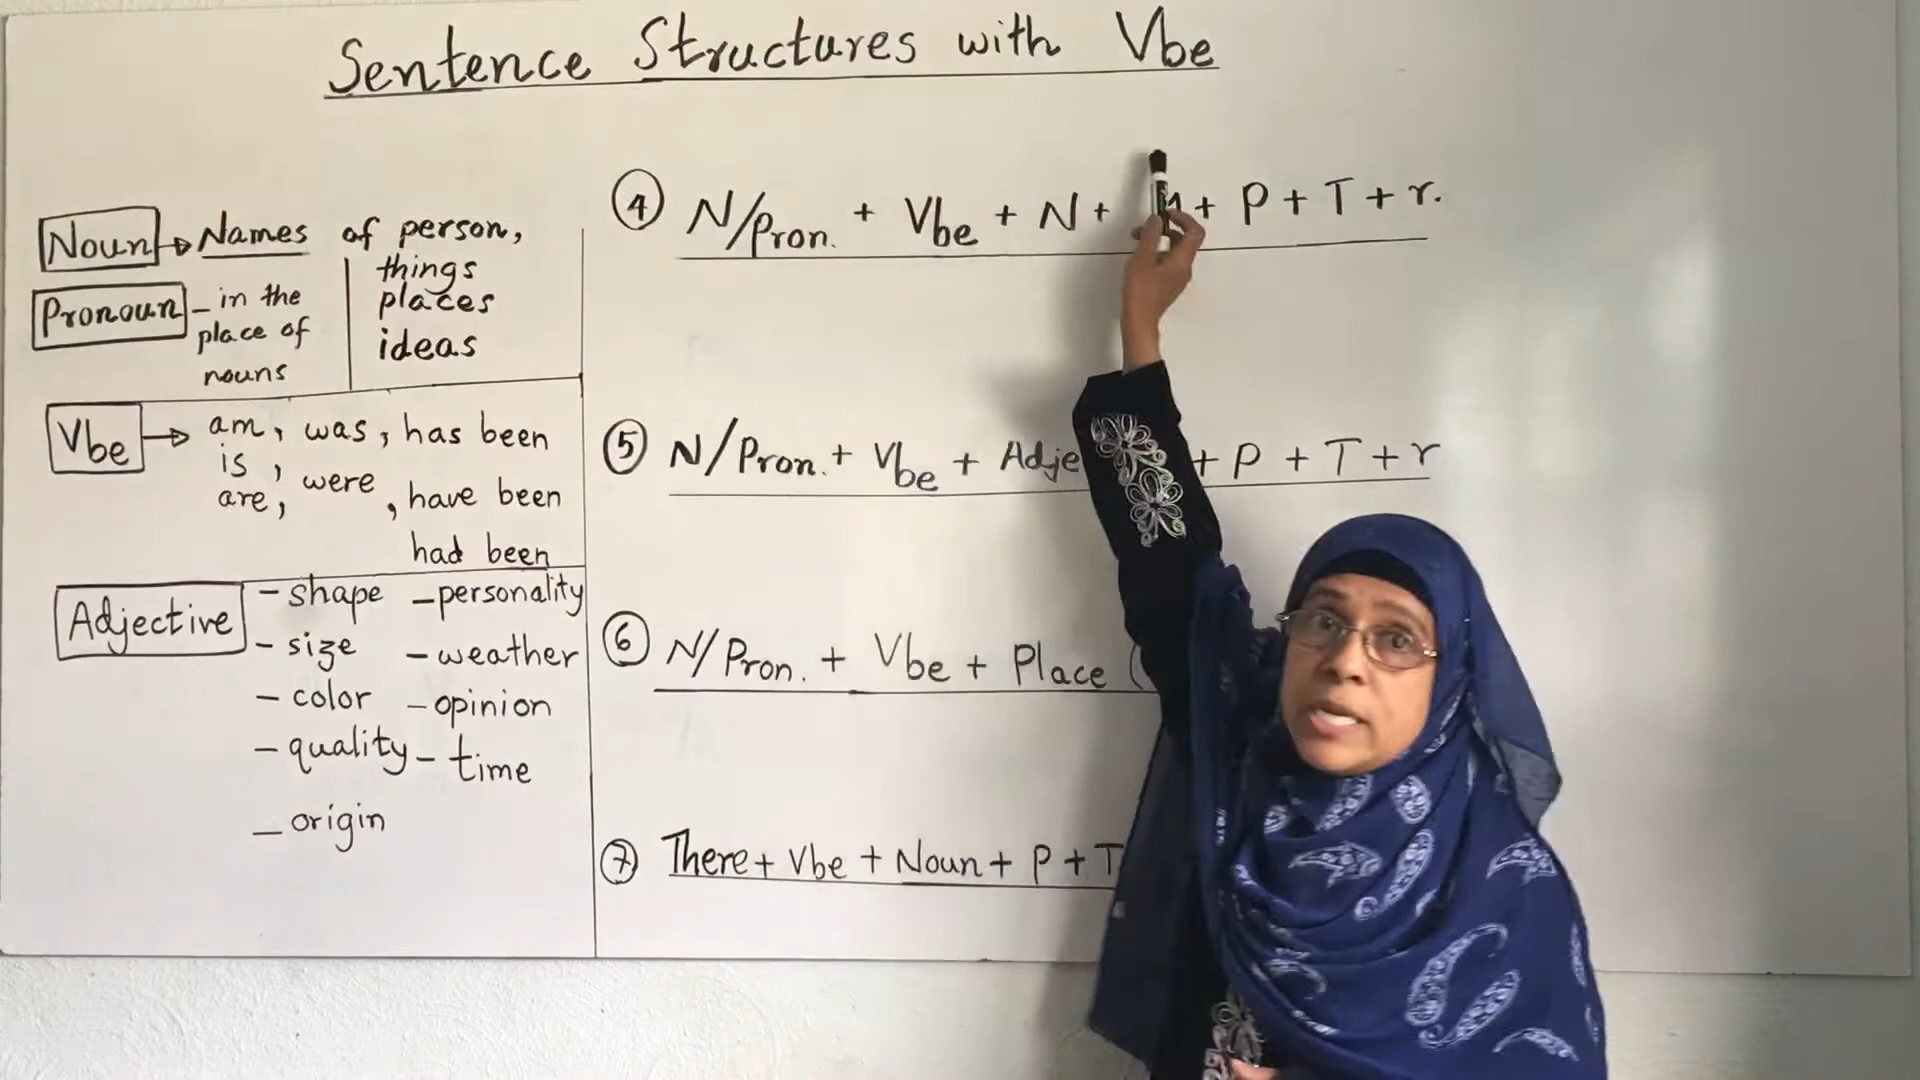 Sentence Structures with Vbe
Noun → Names of person,
things
places
ideas
Pronoun - in the
place of
nouns
Vbe → am, was, has been
is, were
are, , have been
had been
Adjective - shape - personality
- size - weather
- color - opinion
- quality - time
- origin
④ N/Pron. + Vbe + N + + P + T + r.
⑤ N/Pron. + Vbe + + P + T + r
⑥ N/Pron. + Vbe + Place (
⑦ There + Vbe + Noun + P + T